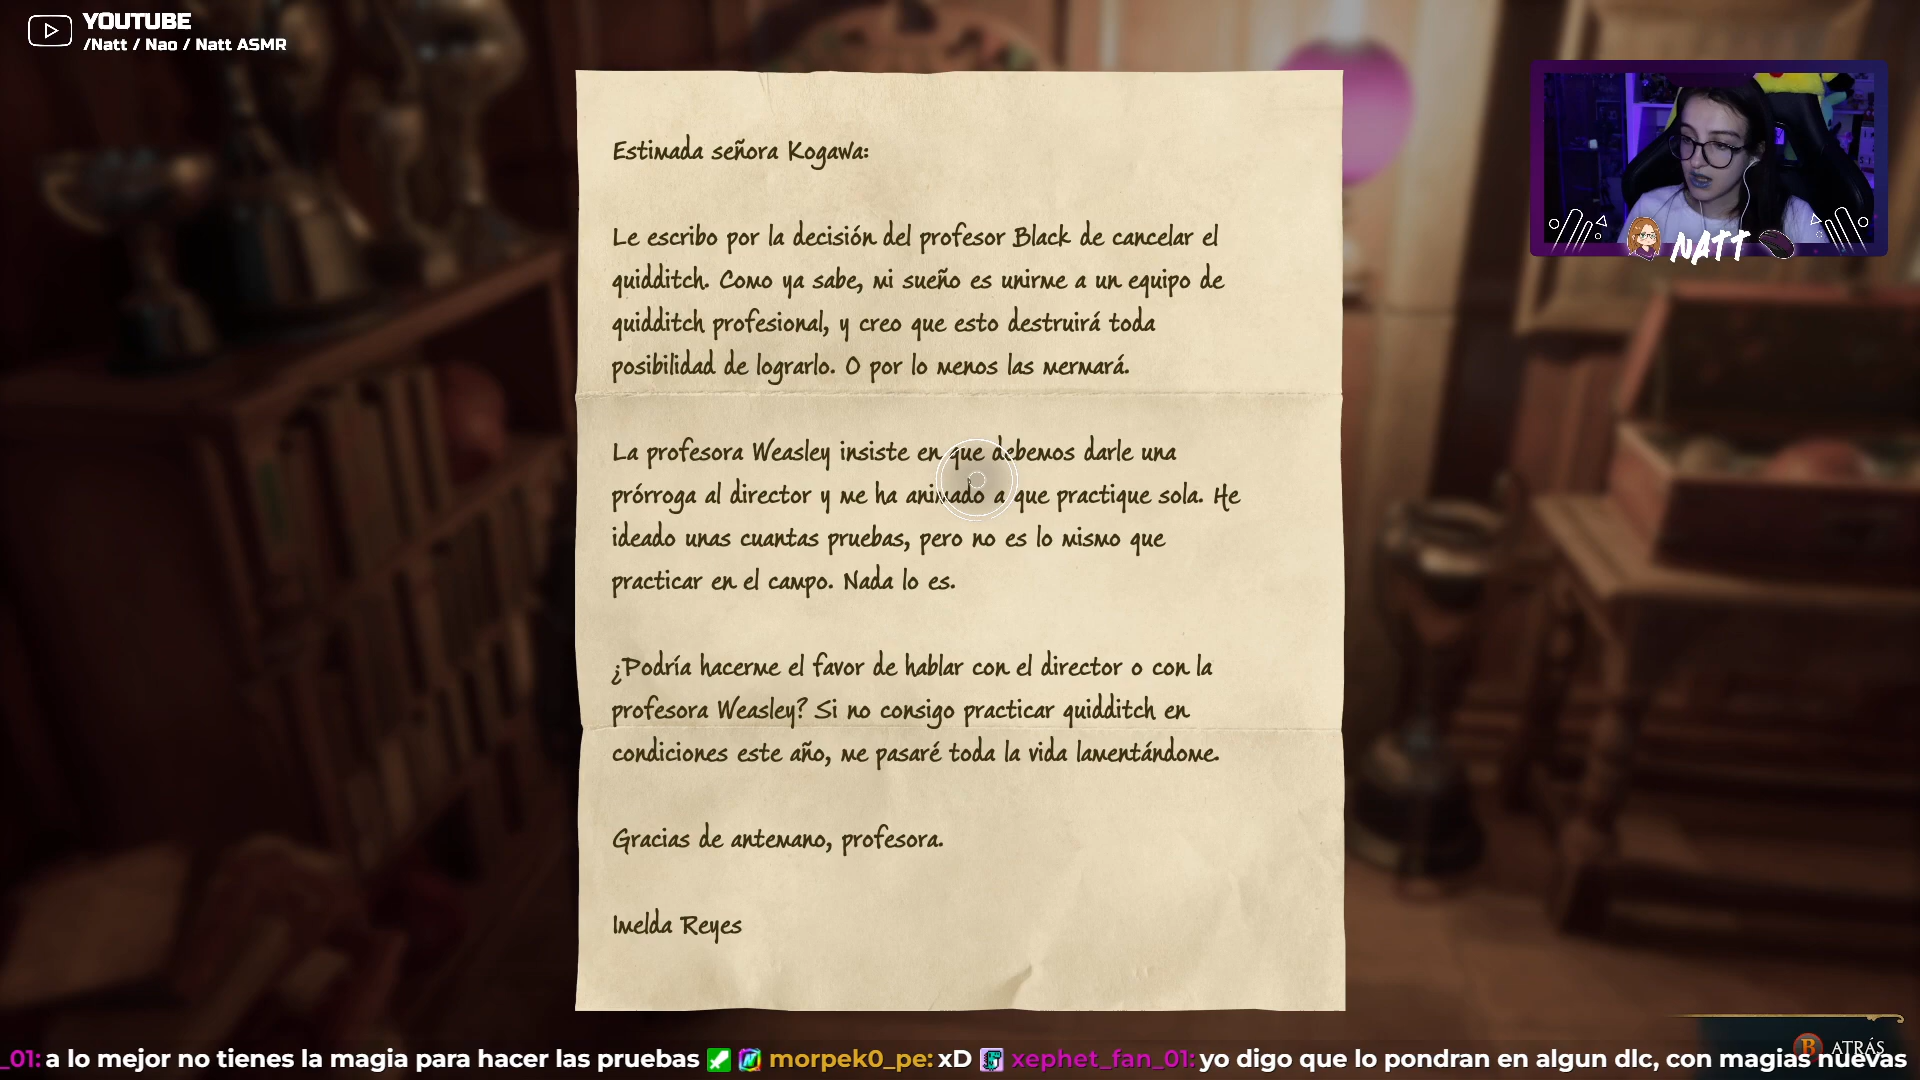 YOUTUBE
/Natt / Nao / Natt ASMR
NATT
Estimada señora Kogawa:
Le escribo por la decisión del profesor Black de cancelar el
quidditch. Como ya sabe, mi sueño es unirme a un equipo de
quidditch profesional, y creo que esto destruirá toda
posibilidad de lograrlo. O por lo menos las mermará.
La profesora Weasley insiste en que debemos darle una
prórroga al director y me ha animado a que practique sola. He
ideado unas cuantas pruebas, pero no es lo mismo que
practicar en el campo. Nada lo es.
¿Podría hacerme el favor de hablar con el director o con la
profesora Weasley? Si no consigo practicar quidditch en
condiciones este año, me pasaré toda la vida lamentándome.
Gracias de antemano, profesora.
Imelda Reyes
B ATRÁS
_01: a lo mejor no tienes la magia para hacer las pruebas morpek0_pe: xD xephet_fan_01: yo digo que lo pondran en algun dlc, con magias nuevas